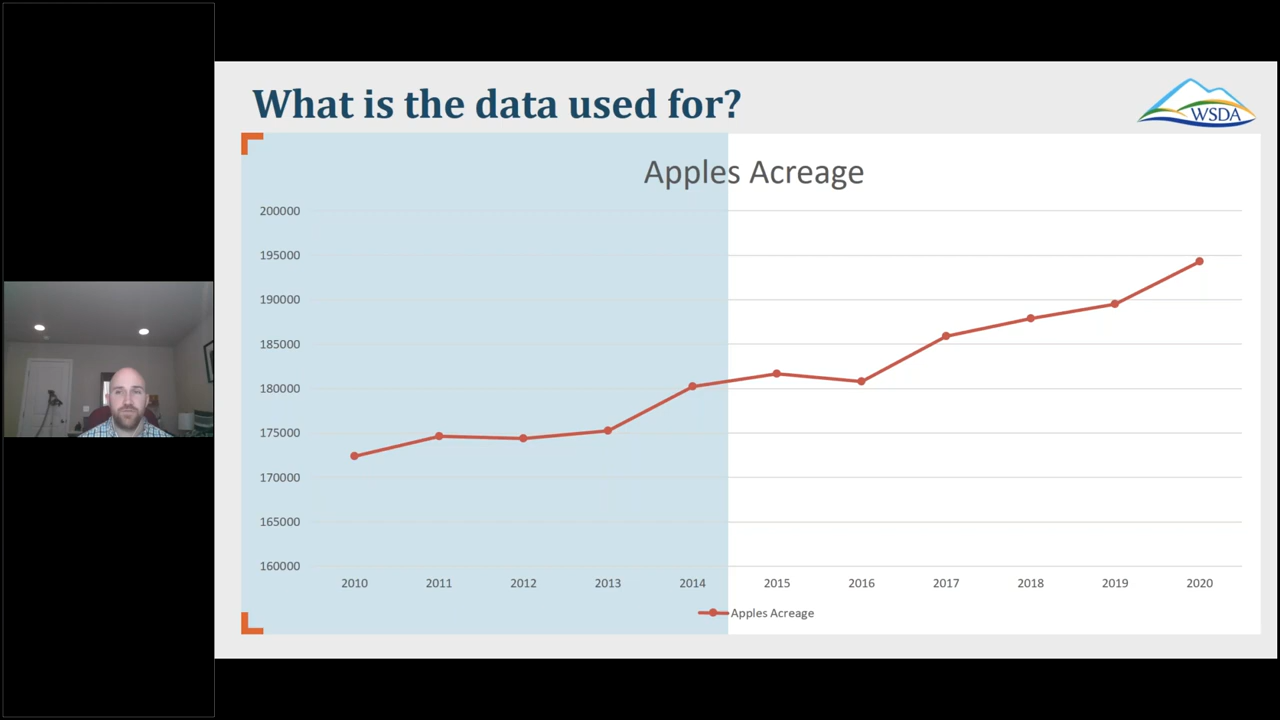 What is the data used for?
WSDA
Apples Acreage
200000
195000
190000
185000
180000
175000
170000
165000
160000
2010 2011 2012 2013 2014 2015 2016 2017 2018 2019 2020
Apples Acreage